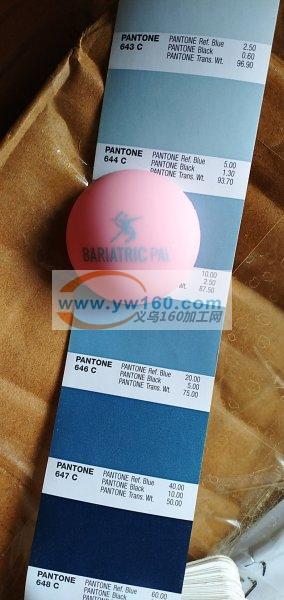 PANTONE PANTONE Ref. Blue 2.50
643 C PANTONE Black 0.60
PANTONE Trans. Wt. 96.90
PANTONE PANTONE Ref. Blue 5.00
644 C PANTONE Black 1.30
PANTONE Trans. Wt. 93.70
BARIATRIC PAL
10.00
2.50
87.50
www.yw160.com
义乌160加工网
PANTONE PANTONE Ref. Blue 20.00
646 C PANTONE Black 5.00
PANTONE Trans. Wt. 75.00
PANTONE PANTONE Ref. Blue 40.00
647 C PANTONE Black 10.00
PANTONE Trans. Wt. 50.00
PANTONE PANTONE Ref. Blue 60.00
648 C PANTONE Black